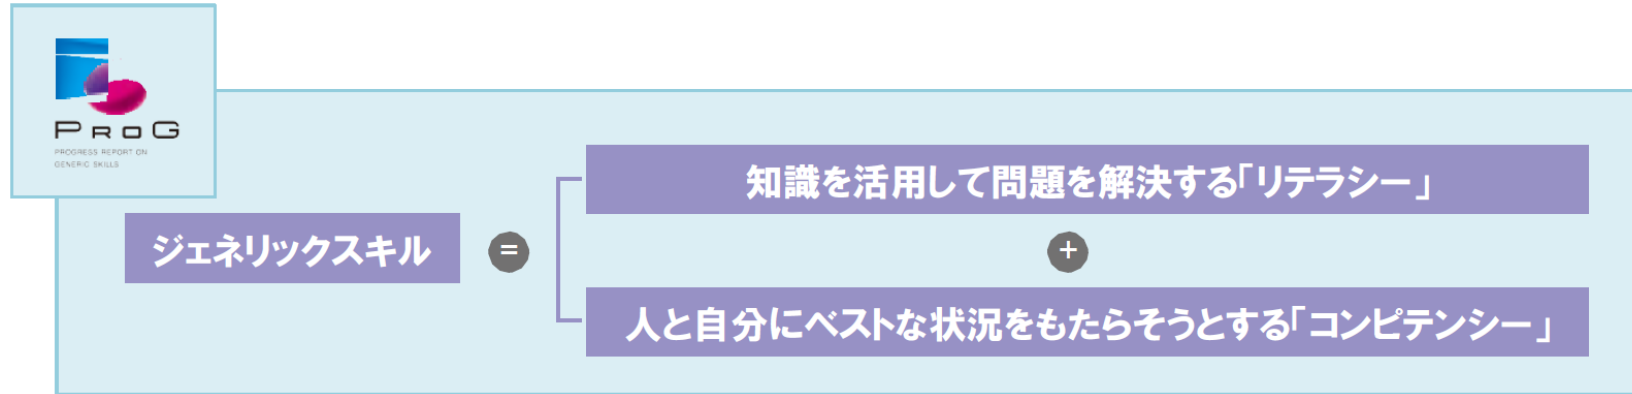 PROG
PROGRESS REPORT ON
GENERIC SKILLS
ジェネリックスキル
=
知識を活用して問題を解決する「リテラシー」
+
人と自分にベストな状況をもたらそうとする「コンピテンシー」